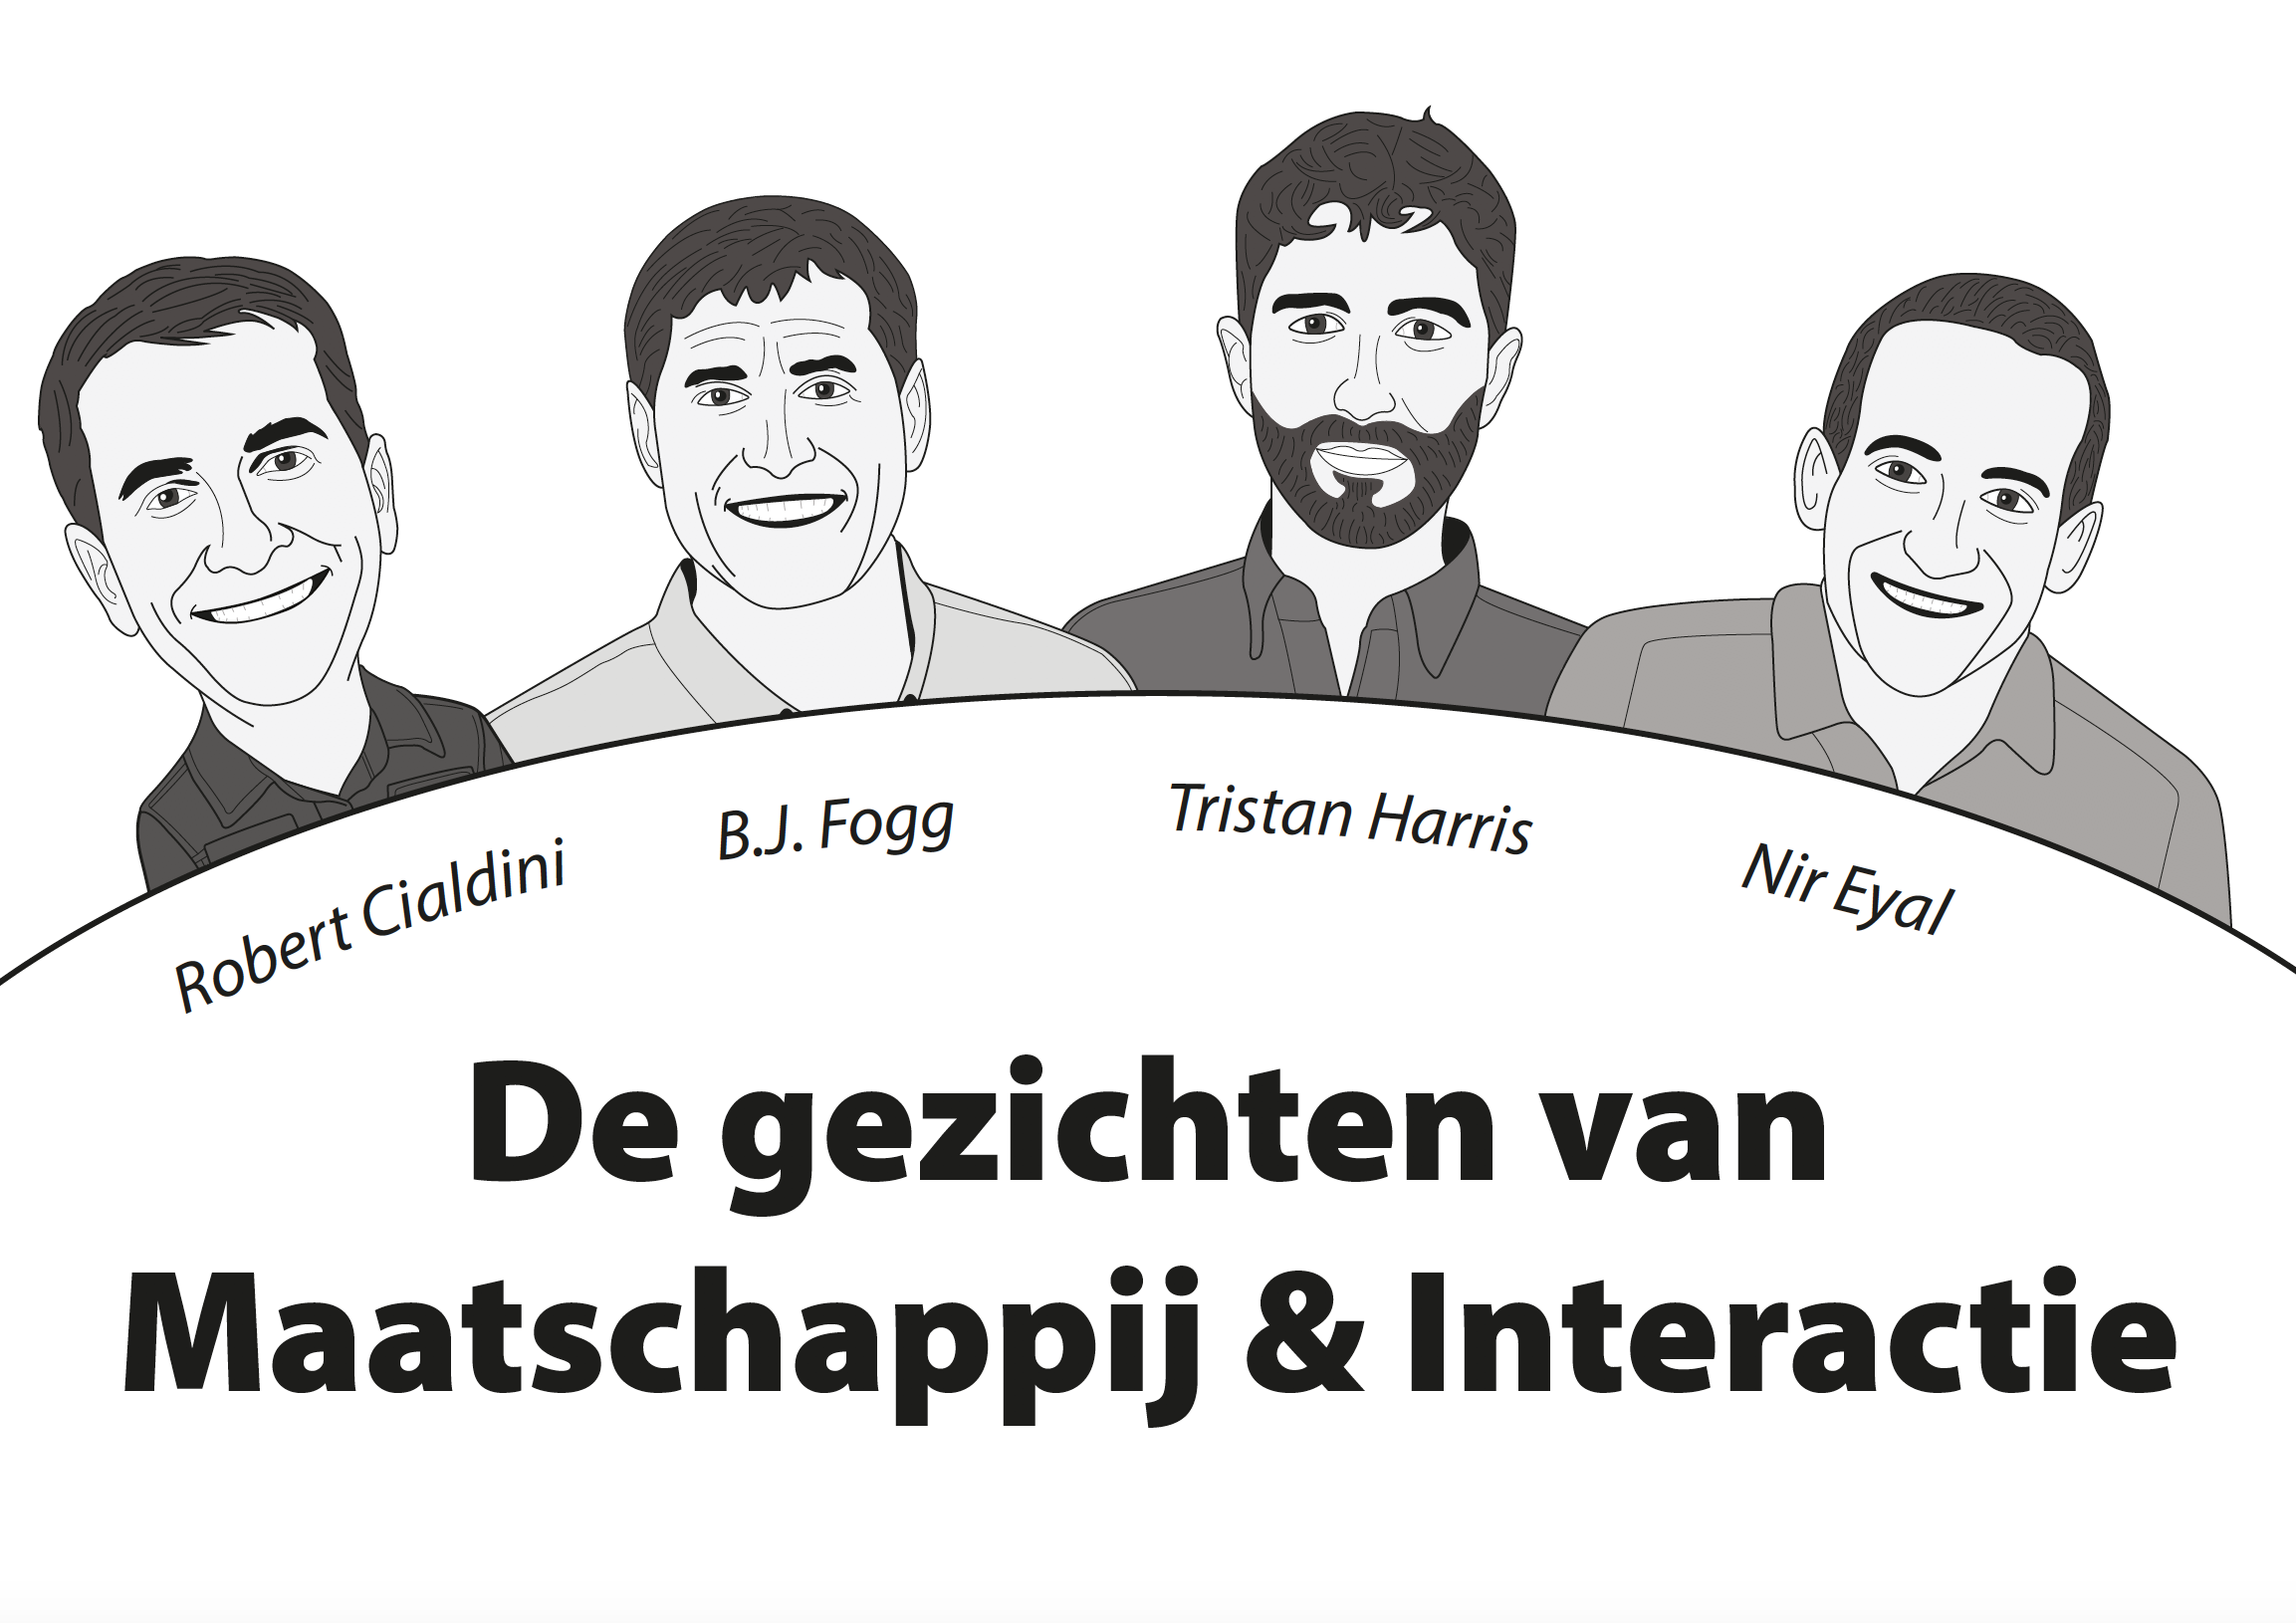 Robert Cialdini
B.J. Fogg
Tristan Harris
Nir Eyal
De gezichten van
Maatschappij & Interactie